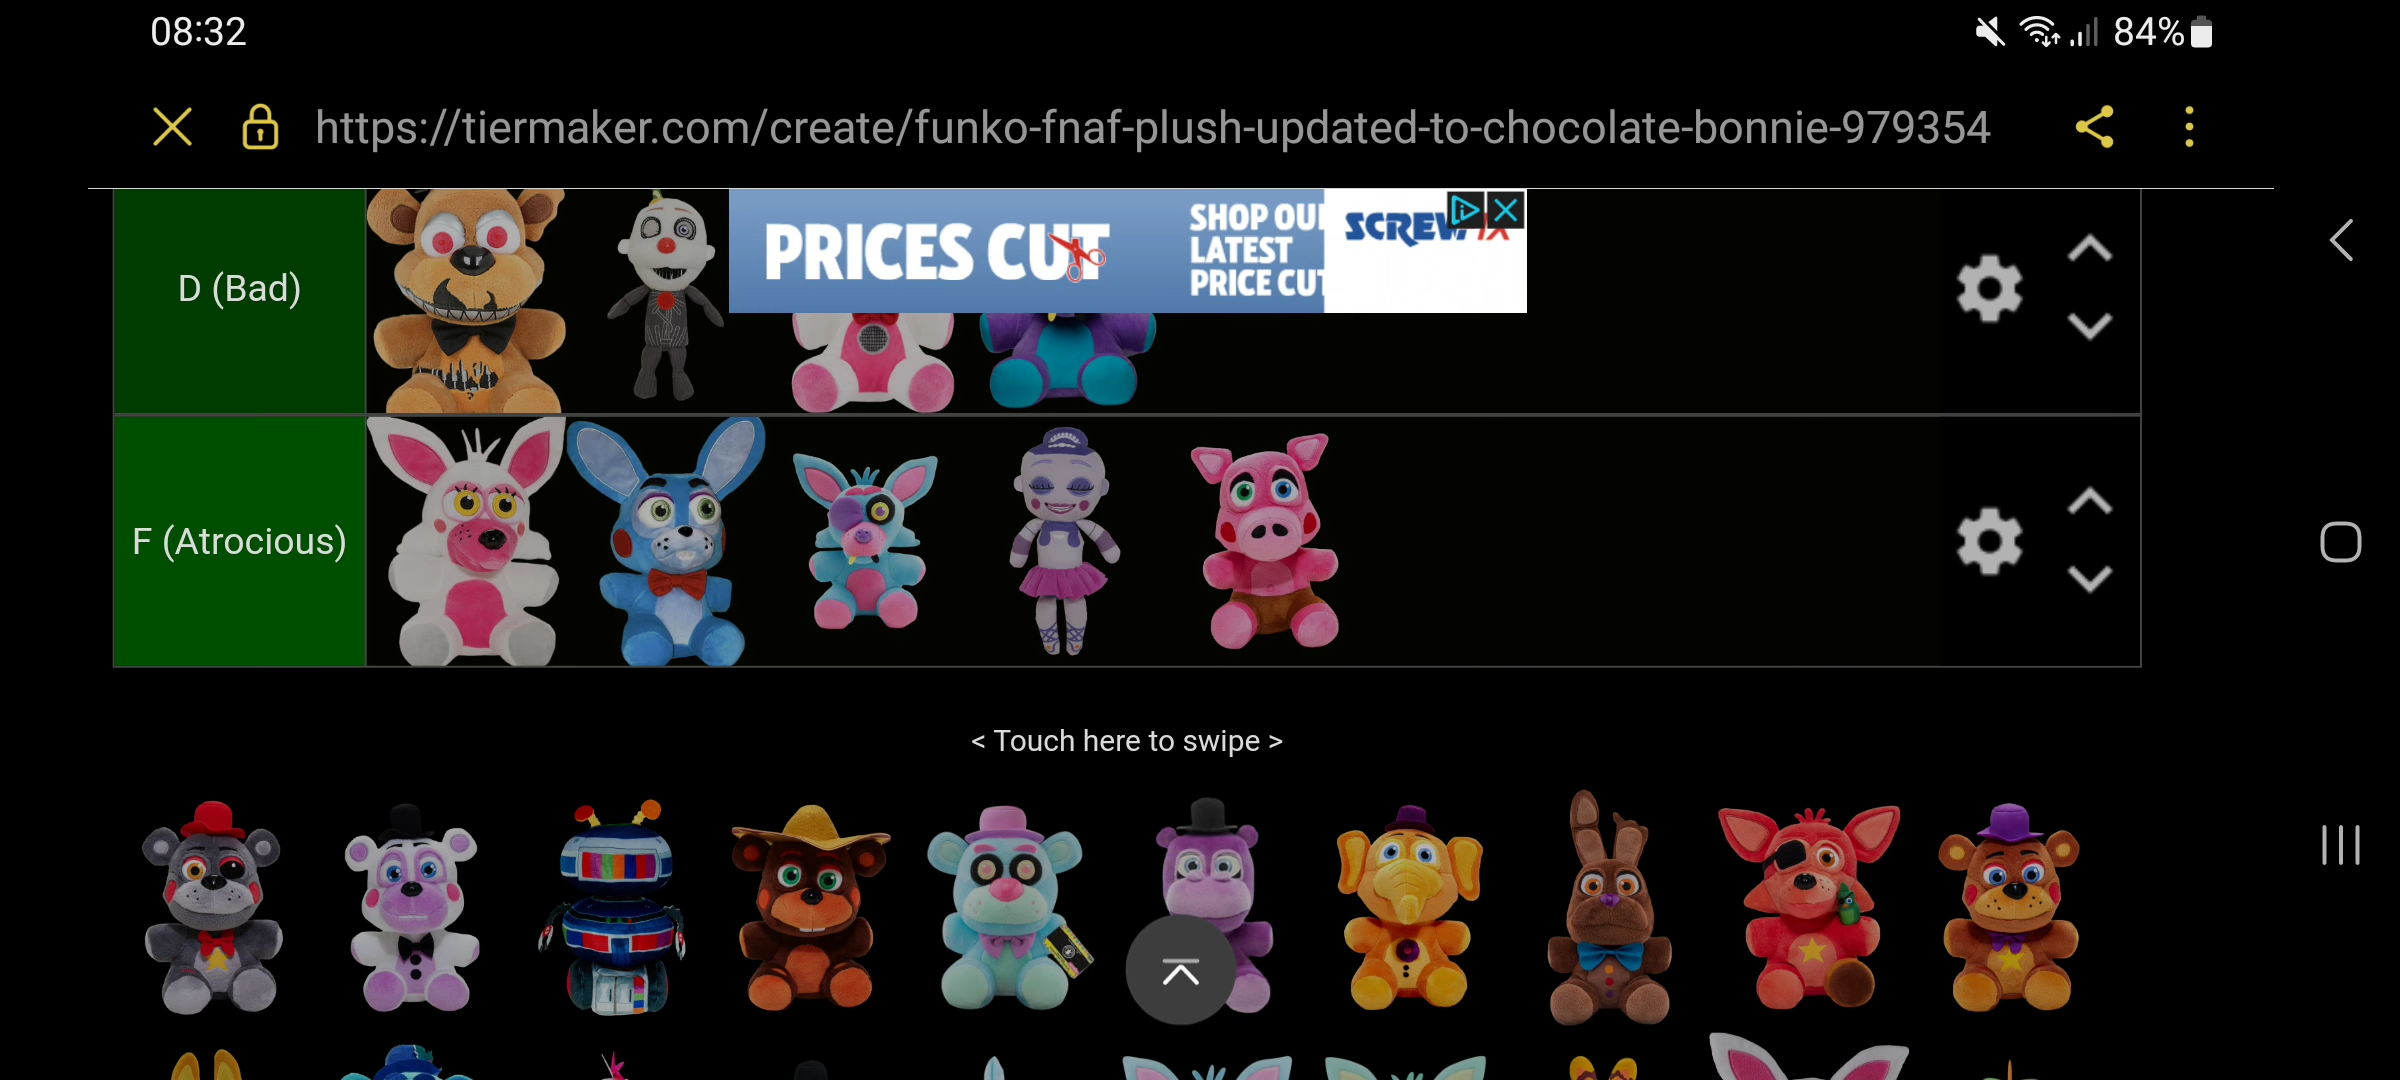 08:32
84%
https://tiermaker.com/create/funko-fnaf-plush-updated-to-chocolate-bonnie-979354
D (Bad)
PRICES CUT
SHOP OUR
LATEST
PRICE CUT
SCREWFIX
F (Atrocious)
< Touch here to swipe >